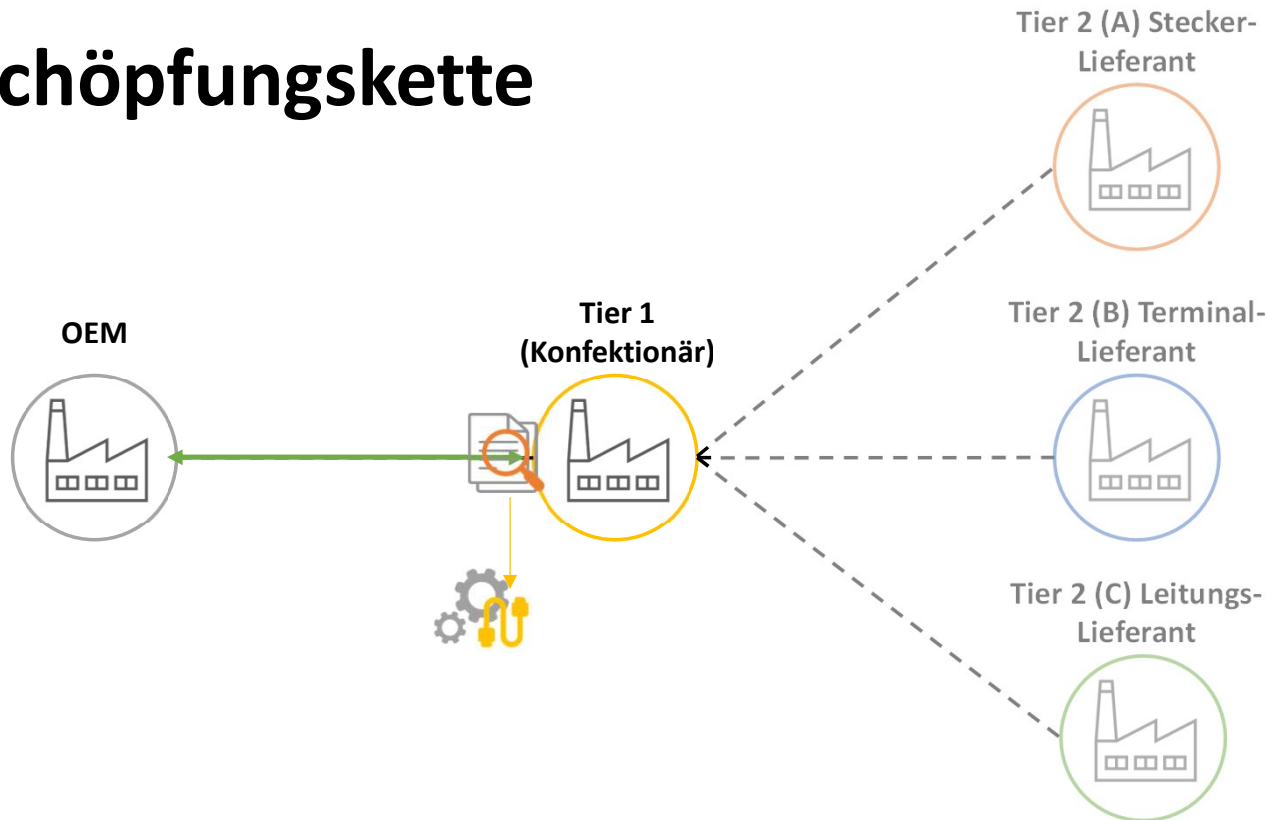 chöpfungskette
Tier 2 (A) Stecker-
Lieferant
OEM
Tier 1
(Konfektionär)
Tier 2 (B) Terminal-
Lieferant
Tier 2 (C) Leitungs-
Lieferant